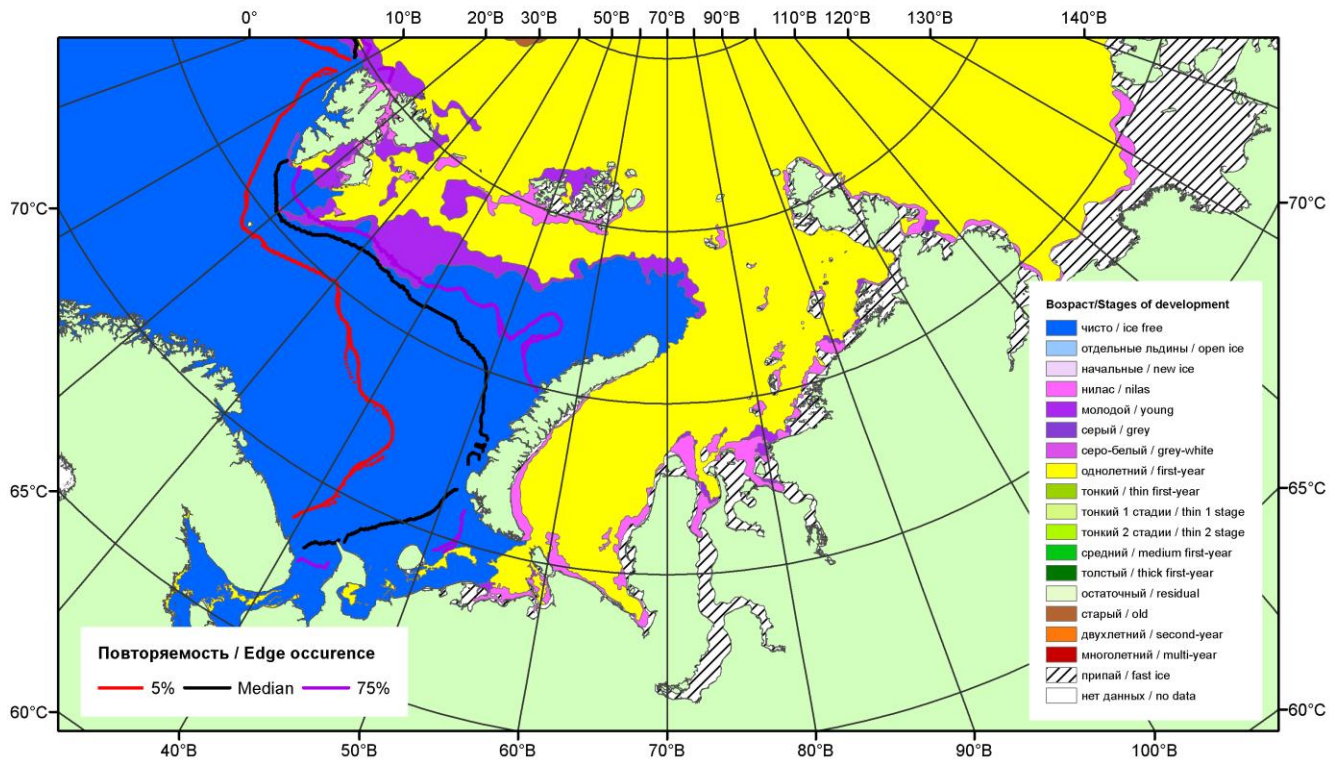 0° 10°В 20°В 30°В 50°В 70°В 90°В 110°В 120°В 130°В 140°В
70°С 70°С
65°С 65°С
60°С 60°С
Возраст/Stages of development
чисто / ice free
отдельные льдины / open ice
начальные / new ice
нилас / nilas
молодой / young
серый / grey
серо-белый / grey-white
однолетний / first-year
тонкий / thin first-year
тонкий 1 стадии / thin 1 stage
тонкий 2 стадии / thin 2 stage
средний / medium first-year
толстый / thick first-year
остаточный / residual
старый / old
двухлетний / second-year
многолетний / multi-year
припай / fast ice
нет данных / no data
Повторяемость / Edge occurence
5% Median 75%
40°В 50°В 60°В 70°В 80°В 90°В 100°В